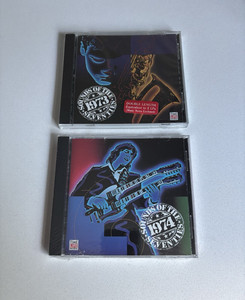 SOUNDS OF THE
1973
SEVENTIES
DOUBLE LENGTH
SOUNDS OF THE
1974
SEVENTIES